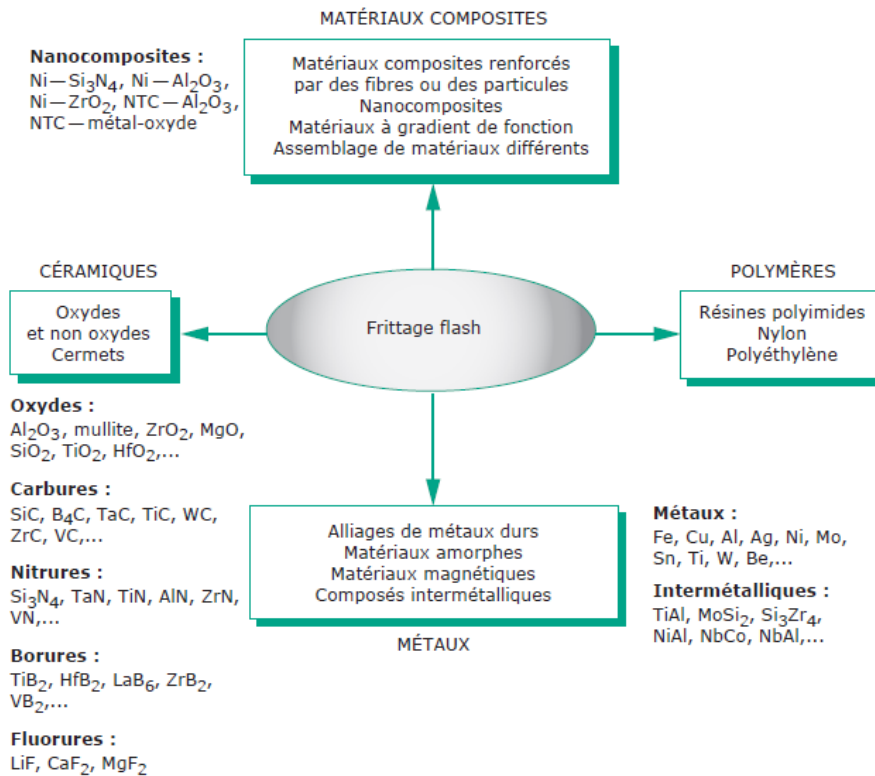 MATÉRIAUX COMPOSITES
Nanocomposites :
Ni—Si₃N₄, Ni—Al₂O₃,
Ni—ZrO₂, NTC—Al₂O₃,
NTC—métal-oxyde
Matériaux composites renforcés
par des fibres ou des particules
Nanocomposites
Matériaux à gradient de fonction
Assemblage de matériaux différents
CÉRAMIQUES
Oxydes
et non oxydes
Cermets
Frittage flash
POLYMÈRES
Résines polyimides
Nylon
Polyéthylène
Oxydes :
Al₂O₃, mullite, ZrO₂, MgO,
SiO₂, TiO₂, HfO₂,...
Carbures :
SiC, B₄C, TaC, TiC, WC,
ZrC, VC,...
Nitrures :
Si₃N₄, TaN, TiN, AlN, ZrN,
VN,...
Borures :
TiB₂, HfB₂, LaB₆, ZrB₂,
VB₂,...
Fluorures :
LiF, CaF₂, MgF₂
Alliages de métaux durs
Matériaux amorphes
Matériaux magnétiques
Composés intermétalliques
MÉTAUX
Métaux :
Fe, Cu, Al, Ag, Ni, Mo,
Sn, Ti, W, Be,...
Intermétalliques :
TiAl, MoSi₂, Si₃Zr₄,
NiAl, NbCo, NbAl,...